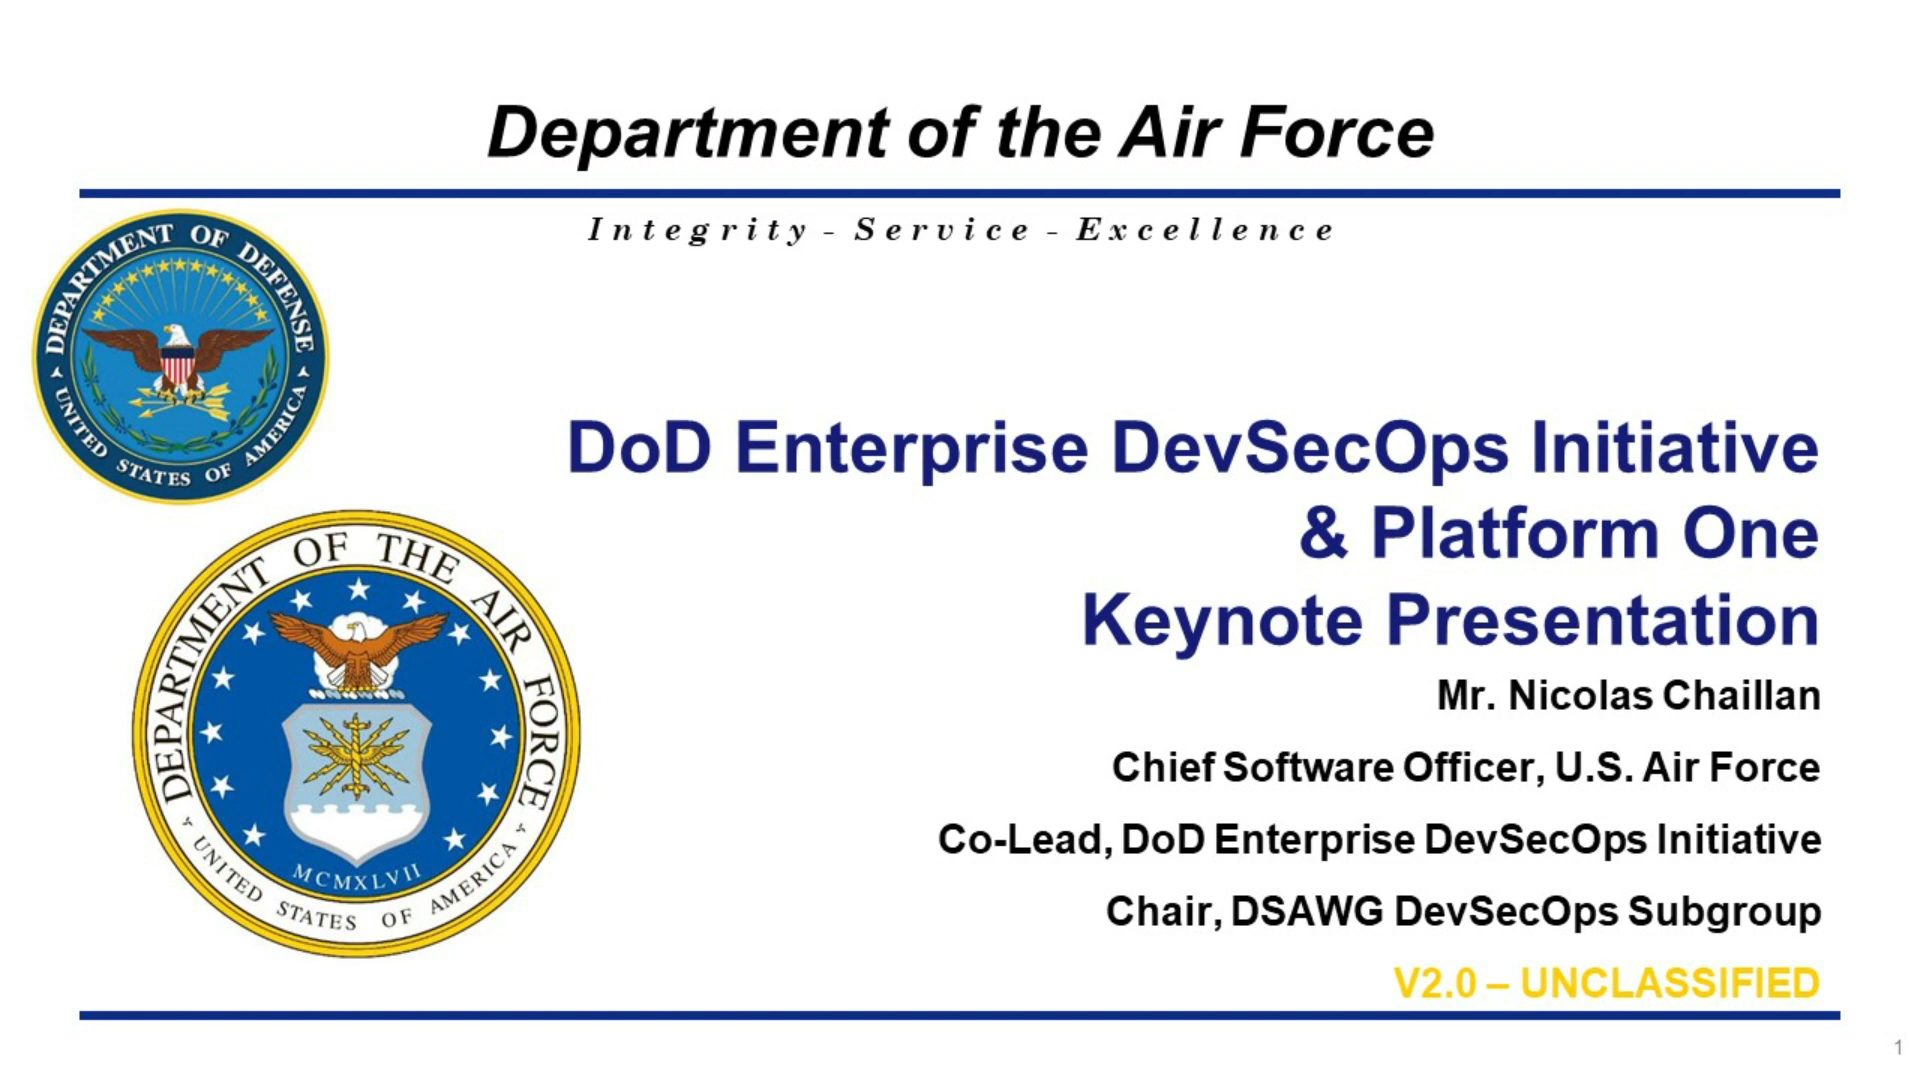 Department of the Air Force
Integrity - Service - Excellence
DEPARTMENT OF DEFENSE
UNITED STATES OF AMERICA
DoD Enterprise DevSecOps Initiative
& Platform One
Keynote Presentation
DEPARTMENT OF THE AIR FORCE
MCMXLVII
UNITED STATES OF AMERICA
Mr. Nicolas Chaillan
Chief Software Officer, U.S. Air Force
Co-Lead, DoD Enterprise DevSecOps Initiative
Chair, DSAWG DevSecOps Subgroup
V2.0 – UNCLASSIFIED
1